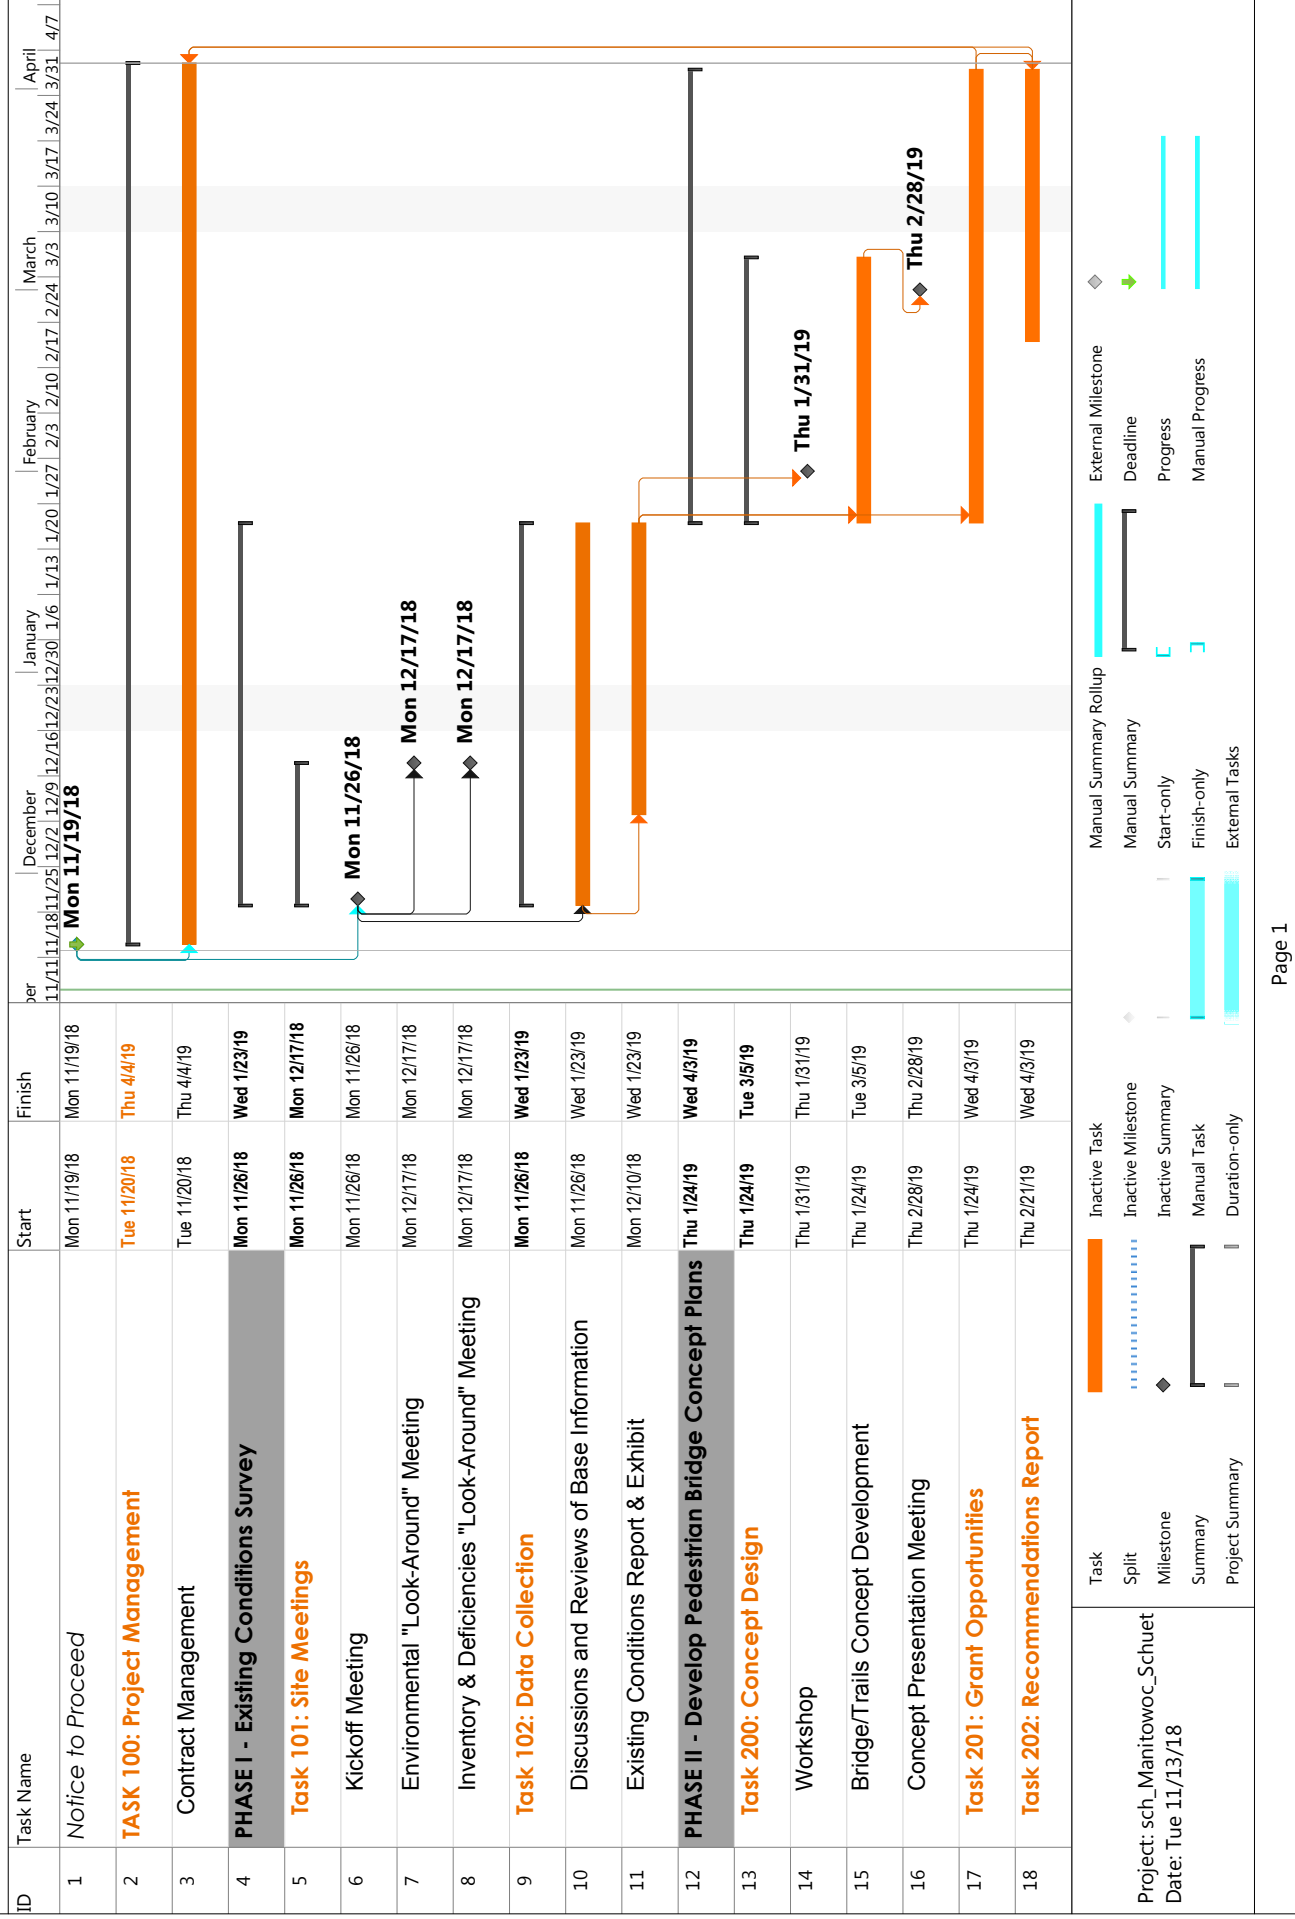 ID Task Name Start Finish
ber December January February March April
11/11 11/18 11/25 12/2 12/9 12/16 12/23 12/30 1/6 1/13 1/20 1/27 2/3 2/10 2/17 2/24 3/3 3/10 3/17 3/24 3/31 4/7
1 Notice to Proceed Mon 11/19/18 Mon 11/19/18 Mon 11/19/18
2 TASK 100: Project Management Tue 11/20/18 Thu 4/4/19
3 Contract Management Tue 11/20/18 Thu 4/4/19
4 PHASE I - Existing Conditions Survey Mon 11/26/18 Wed 1/23/19
5 Task 101: Site Meetings Mon 11/26/18 Mon 12/17/18
6 Kickoff Meeting Mon 11/26/18 Mon 11/26/18 Mon 11/26/18
7 Environmental "Look-Around" Meeting Mon 12/17/18 Mon 12/17/18 Mon 12/17/18
8 Inventory & Deficiencies "Look-Around" Meeting Mon 12/17/18 Mon 12/17/18 Mon 12/17/18
9 Task 102: Data Collection Mon 11/26/18 Wed 1/23/19
10 Discussions and Reviews of Base Information Mon 11/26/18 Wed 1/23/19
11 Existing Conditions Report & Exhibit Mon 12/10/18 Wed 1/23/19
12 PHASE II - Develop Pedestrian Bridge Concept Plans Thu 1/24/19 Wed 4/3/19
13 Task 200: Concept Design Thu 1/24/19 Tue 3/5/19
14 Workshop Thu 1/31/19 Thu 1/31/19 Thu 1/31/19
15 Bridge/Trails Concept Development Thu 1/24/19 Tue 3/5/19
16 Concept Presentation Meeting Thu 2/28/19 Thu 2/28/19 Thu 2/28/19
17 Task 201: Grant Opportunities Thu 1/24/19 Wed 4/3/19
18 Task 202: Recommendations Report Thu 2/21/19 Wed 4/3/19
Project: sch_Manitowoc_Schuet
Date: Tue 11/13/18
Task Inactive Task Manual Summary Rollup External Milestone
Split Inactive Milestone Manual Summary Deadline
Milestone Inactive Summary Start-only Progress
Summary Manual Task Finish-only Manual Progress
Project Summary Duration-only External Tasks
Page 1